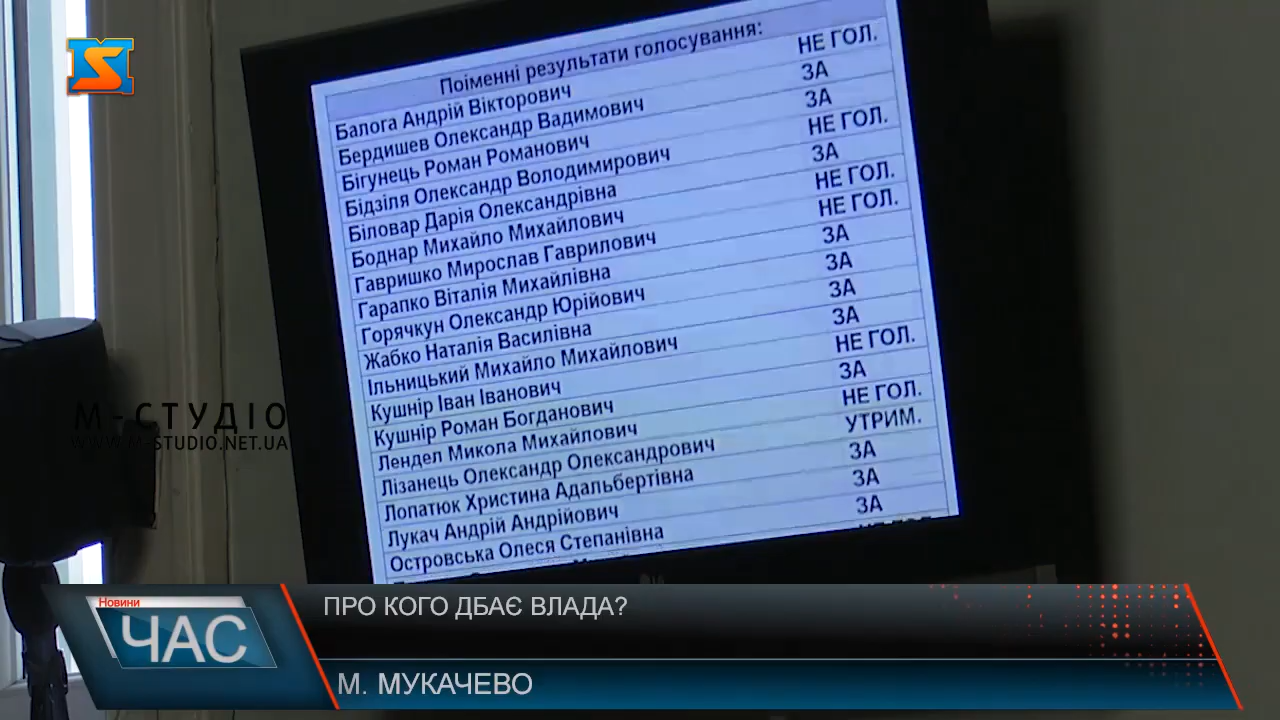 Поіменні результати голосування:
Балога Андрій Вікторович НЕ ГОЛ.
Бердишев Олександр Вадимович ЗА
Бігунець Роман Романович ЗА
Бідзіля Олександр Володимирович НЕ ГОЛ.
Біловар Дарія Олександрівна ЗА
Боднар Михайло Михайлович НЕ ГОЛ.
Гавришко Мирослав Гаврилович НЕ ГОЛ.
Гарапко Віталія Михайлівна ЗА
Горячкун Олександр Юрійович ЗА
Жабко Наталія Василівна ЗА
Ільницький Михайло Михайлович ЗА
Кушнір Іван Іванович НЕ ГОЛ.
Кушнір Роман Богданович ЗА
Лендел Микола Михайлович НЕ ГОЛ.
Лізанець Олександр Олександрович УТРИМ.
Лопатюк Христина Адальбертівна ЗА
Лукач Андрій Андрійович ЗА
Островська Олеся Степанівна ЗА
М-СТУДІО
WWW.M-STUDIO.NET.UA
Новини
ЧАС
ПРО КОГО ДБАЄ ВЛАДА?
М. МУКАЧЕВО